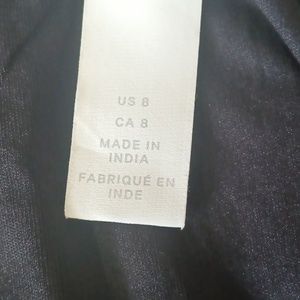 US 8
CA 8
MADE IN
INDIA
FABRIQUÉ EN
INDE